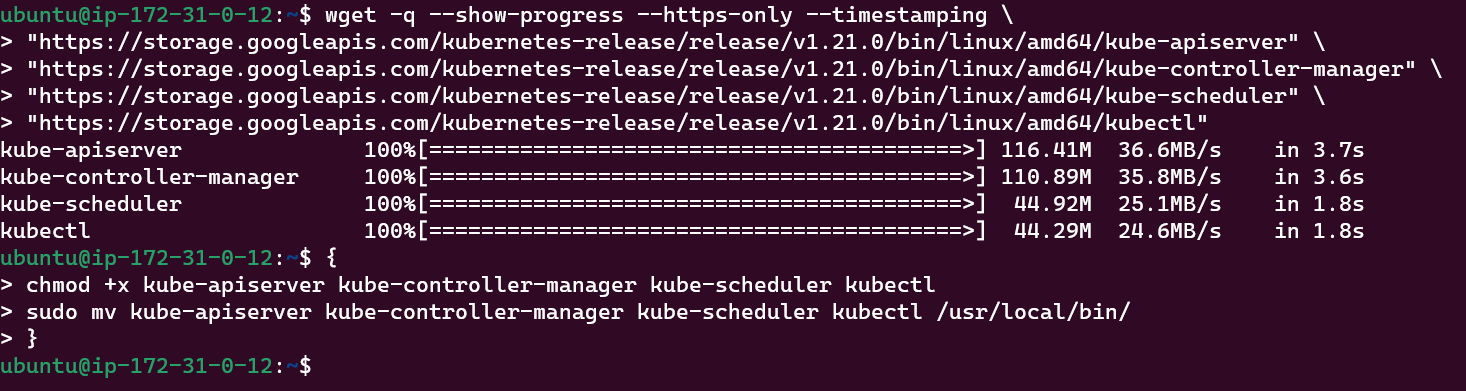 ubuntu@ip-172-31-0-12:~$ wget -q --show-progress --https-only --timestamping \
> "https://storage.googleapis.com/kubernetes-release/release/v1.21.0/bin/linux/amd64/kube-apiserver" \
> "https://storage.googleapis.com/kubernetes-release/release/v1.21.0/bin/linux/amd64/kube-controller-manager" \
> "https://storage.googleapis.com/kubernetes-release/release/v1.21.0/bin/linux/amd64/kube-scheduler" \
> "https://storage.googleapis.com/kubernetes-release/release/v1.21.0/bin/linux/amd64/kubectl"
kube-apiserver              100%[=========================================>] 116.41M  36.6MB/s    in 3.7s
kube-controller-manager     100%[=========================================>] 110.89M  35.8MB/s    in 3.6s
kube-scheduler              100%[=========================================>]  44.92M  25.1MB/s    in 1.8s
kubectl                     100%[=========================================>]  44.29M  24.6MB/s    in 1.8s
ubuntu@ip-172-31-0-12:~$ {
> chmod +x kube-apiserver kube-controller-manager kube-scheduler kubectl
> sudo mv kube-apiserver kube-controller-manager kube-scheduler kubectl /usr/local/bin/
> }
ubuntu@ip-172-31-0-12:~$